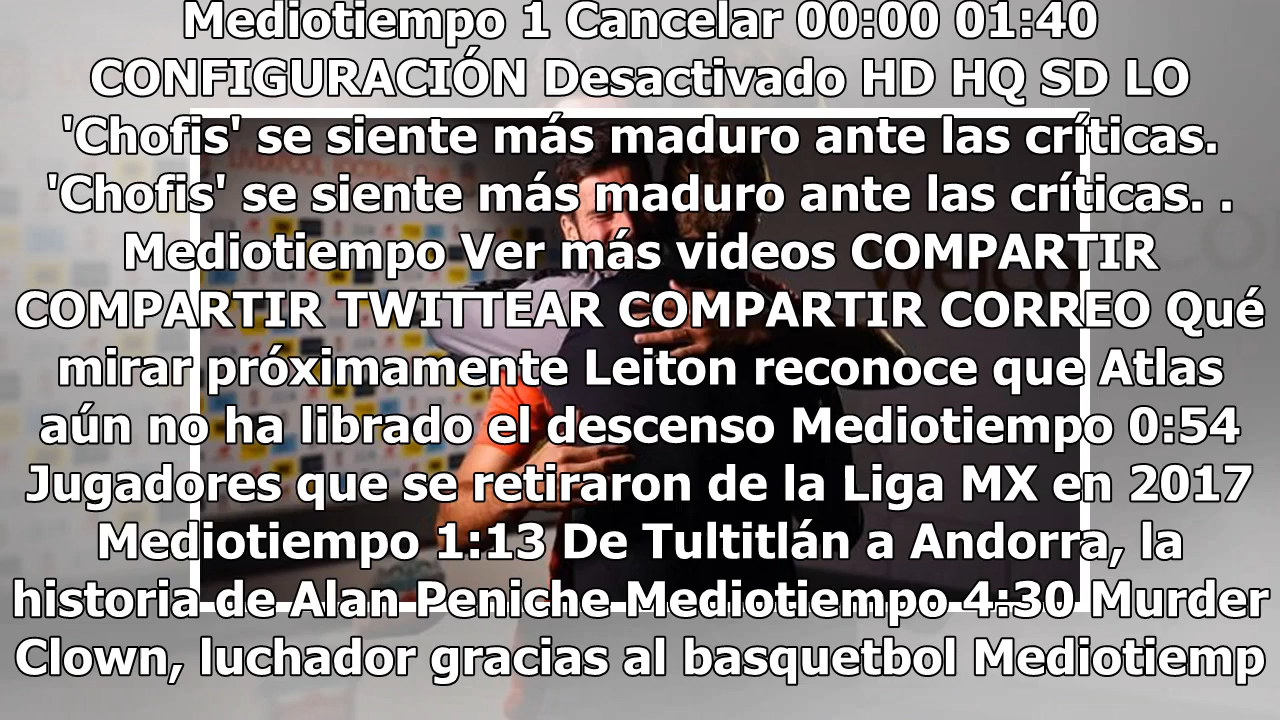 Mediotiempo 1 Cancelar 00:00 01:40
CONFIGURACIÓN Desactivado HD HQ SD LO
'Chofis' se siente más maduro ante las críticas.
'Chofis' se siente más maduro ante las críticas. .
Mediotiempo Ver más videos COMPARTIR
COMPARTIR TWITTEAR COMPARTIR CORREO Qué
mirar próximamente Leiton reconoce que Atlas
aún no ha librado el descenso Mediotiempo 0:54
Jugadores que se retiraron de la Liga MX en 2017
Mediotiempo 1:13 De Tultitlán a Andorra, la
historia de Alan Peniche Mediotiempo 4:30 Murder
Clown, luchador gracias al basquetbol Mediotiemp